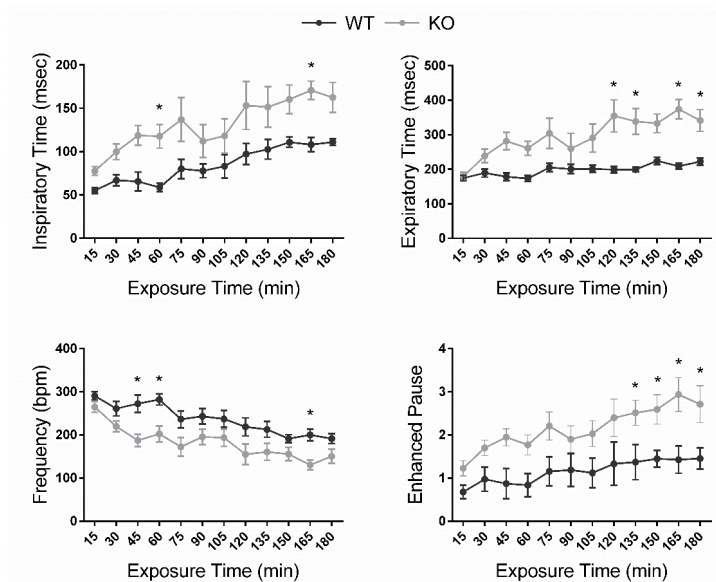 WT KO
Inspiratory Time (msec)
200
150
100
50
0
*
*
15 30 45 60 75 90 105 120 135 150 165 180
Exposure Time (min)
Expiratory Time (msec)
500
400
300
200
100
0
* * * *
15 30 45 60 75 90 105 120 135 150 165 180
Exposure Time (min)
Frequency (bpm)
400
300
200
100
0
* * *
15 30 45 60 75 90 105 120 135 150 165 180
Exposure Time (min)
Enhanced Pause
4
3
2
1
0
* * * *
15 30 45 60 75 90 105 120 135 150 165 180
Exposure Time (min)